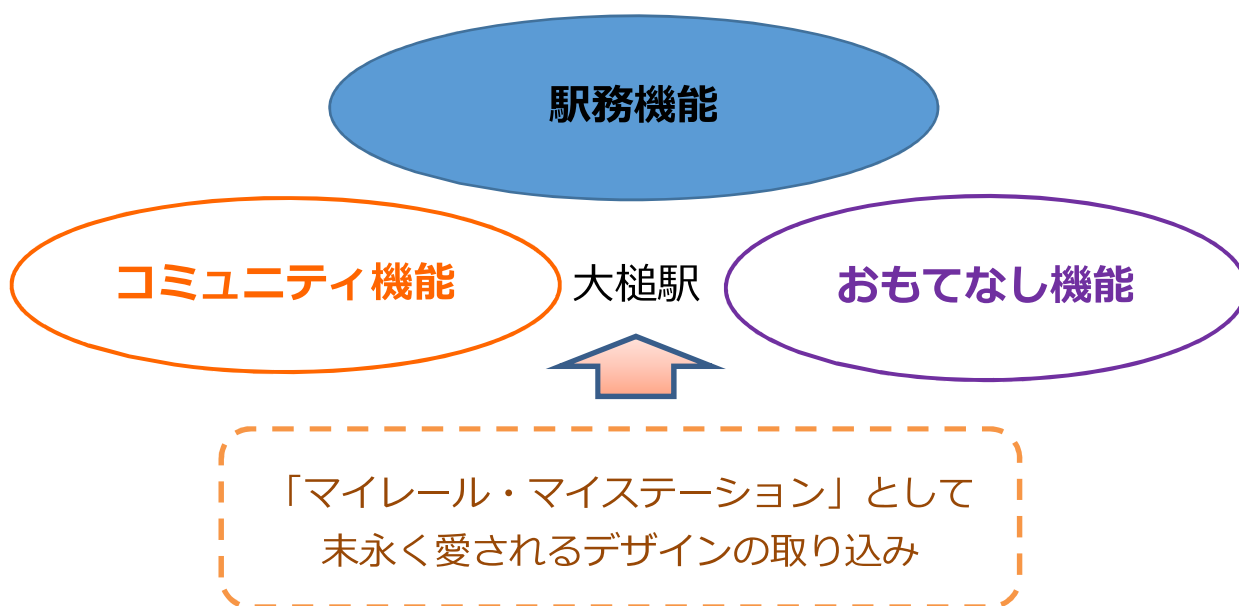 駅務機能
コミュニティ機能
大槌駅
おもてなし機能
「マイレール・マイステーション」として
末永く愛されるデザインの取り込み